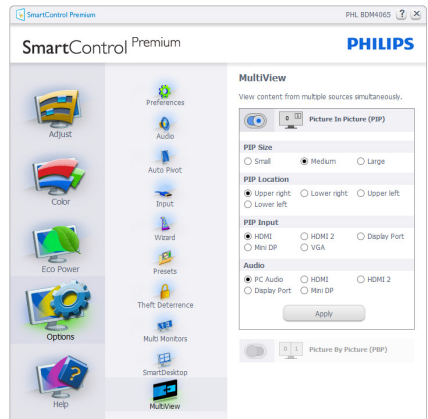 SmartControl Premium
PHL BDM4065 ? ×
SmartControl Premium
PHILIPS
Adjust
Color
Eco Power
Options
Help
Preferences
Audio
Auto Pivot
Input
Wizard
Presets
Theft Deterrence
Multi Monitors
SmartDesktop
MultiView
MultiView
View content from multiple sources simultaneously.
Picture In Picture (PIP)
PIP Size
Small Medium Large
PIP Location
Upper right Lower right Upper left
Lower left
PIP Input
HDMI HDMI 2 Display Port
Mini DP VGA
Audio
PC Audio HDMI HDMI 2
Display Port Mini DP
Apply
0 1 Picture By Picture (PBP)